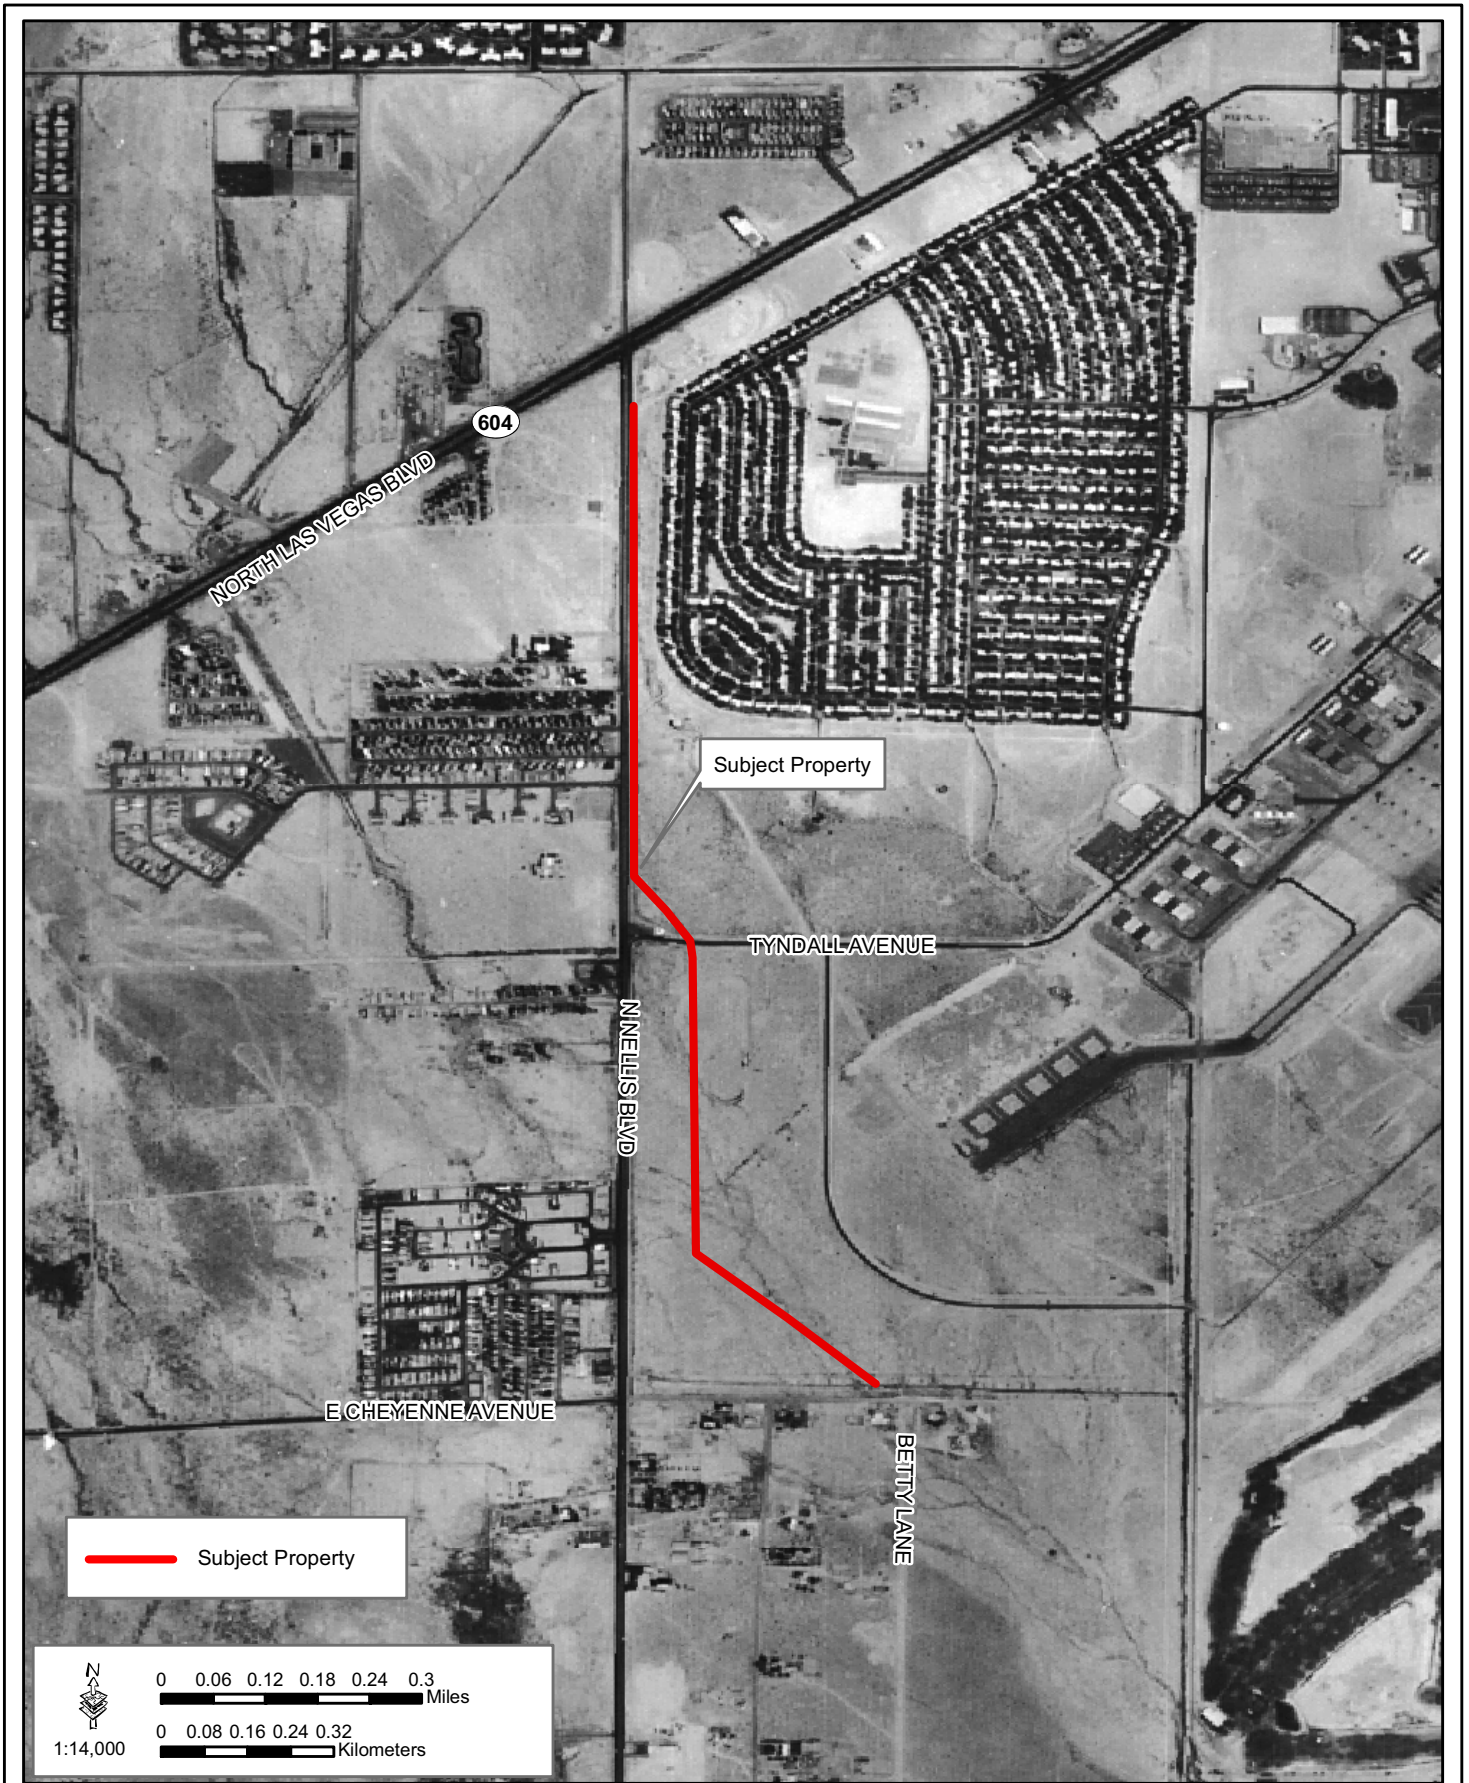 604
NORTH LAS VEGAS BLVD
Subject Property
TYNDALL AVENUE
N NELLIS BLVD
E CHEYENNE AVENUE
BETTY LANE
Subject Property
N
0 0.06 0.12 0.18 0.24 0.3
Miles
0 0.08 0.16 0.24 0.32
Kilometers
1:14,000